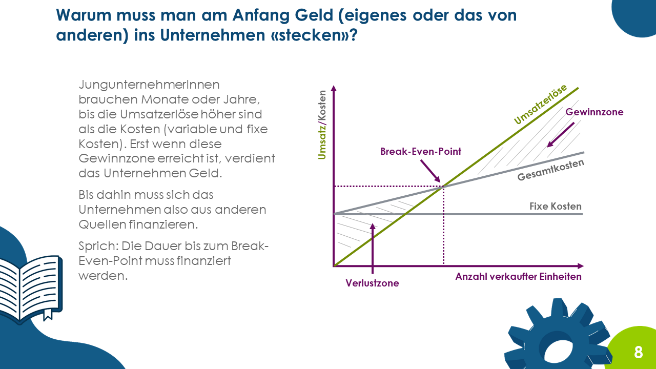 Warum muss man am Anfang Geld (eigenes oder das von
anderen) ins Unternehmen «stecken»?
JungunternehmerInnen
brauchen Monate oder Jahre,
bis die Umsatzerlöse höher sind
als die Kosten (variable und fixe
Kosten). Erst wenn diese
Gewinnzone erreicht ist, verdient
das Unternehmen Geld.
Bis dahin muss sich das
Unternehmen also aus anderen
Quellen finanzieren.
Sprich: Die Dauer bis zum Break-
Even-Point muss finanziert
werden.
Umsatz/Kosten
Umsatzerlöse
Gewinnzone
Break-Even-Point
Gesamtkosten
Fixe Kosten
Anzahl verkaufter Einheiten
Verlustzone
8